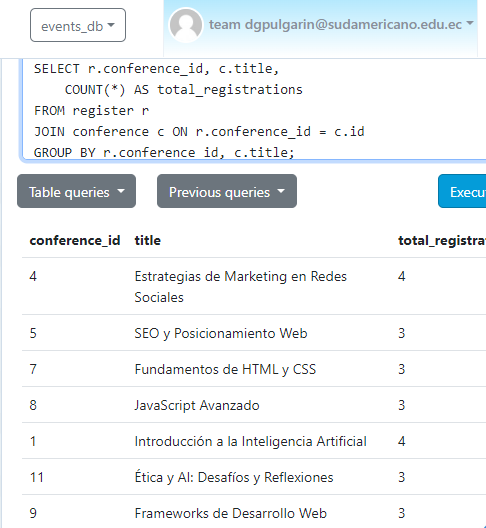 events_db
team dgpulgarin@sudamericano.edu.ec
SELECT r.conference_id, c.title,
COUNT(*) AS total_registrations
FROM register r
JOIN conference c ON r.conference_id = c.id
GROUP BY r.conference_id, c.title;
Table queries
Previous queries
Execu
conference_id title total_registra
4 Estrategias de Marketing en Redes 4
Sociales
5 SEO y Posicionamiento Web 3
7 Fundamentos de HTML y CSS 3
8 JavaScript Avanzado 3
1 Introducción a la Inteligencia Artificial 4
11 Ética y AI: Desafíos y Reflexiones 3
9 Frameworks de Desarrollo Web 3